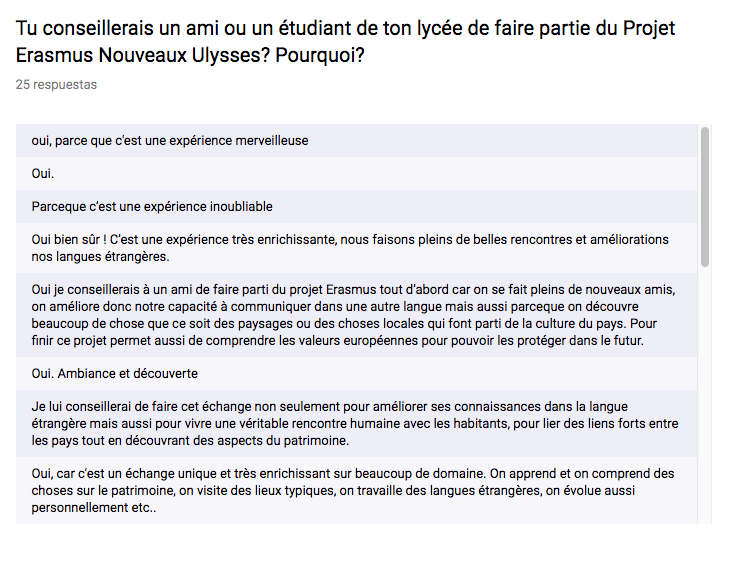 Tu conseillerais un ami ou un étudiant de ton lycée de faire partie du Projet
Erasmus Nouveaux Ulysses? Pourquoi?
25 respuestas
oui, parce que c'est une expérience merveilleuse
Oui.
Parceque c'est une expérience inoubliable
Oui bien sûr ! C'est une expérience très enrichissante, nous faisons pleins de belles rencontres et améliorations
nos langues étrangères.
Oui je conseillerais à un ami de faire parti du projet Erasmus tout d'abord car on se fait pleins de nouveaux amis,
on améliore donc notre capacité à communiquer dans une autre langue mais aussi parceque on découvre
beaucoup de chose que ce soit des paysages ou des choses locales qui font parti de la culture du pays. Pour
finir ce projet permet aussi de comprendre les valeurs européennes pour pouvoir les protéger dans le futur.
Oui. Ambiance et découverte
Je lui conseillerai de faire cet échange non seulement pour améliorer ses connaissances dans la langue
étrangère mais aussi pour vivre une véritable rencontre humaine avec les habitants, pour lier des liens forts entre
les pays tout en découvrant des aspects du patrimoine.
Oui, car c'est un échange unique et très enrichissant sur beaucoup de domaine. On apprend et on comprend des
choses sur le patrimoine, on visite des lieux typiques, on travaille des langues étrangères, on évolue aussi
personnellement etc..